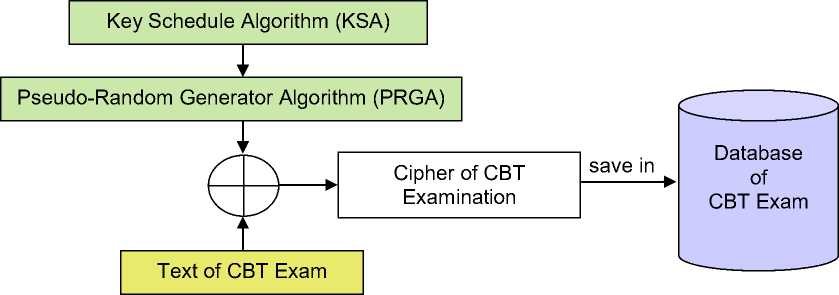 Key Schedule Algorithm (KSA)
Pseudo-Random Generator Algorithm (PRGA)
Cipher of CBT
Examination
save in
Database
of
CBT Exam
Text of CBT Exam